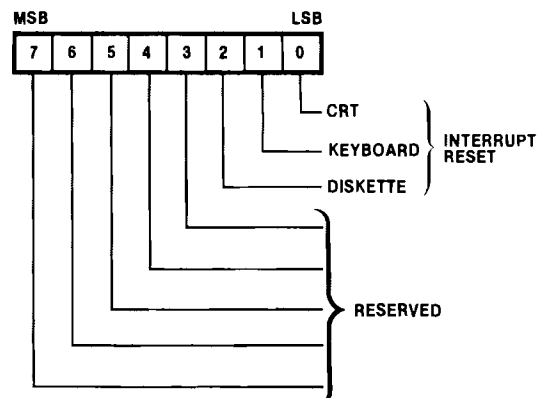 MSB LSB
7 6 5 4 3 2 1 0
CRT
KEYBOARD
DISKETTE
INTERRUPT
RESET
RESERVED